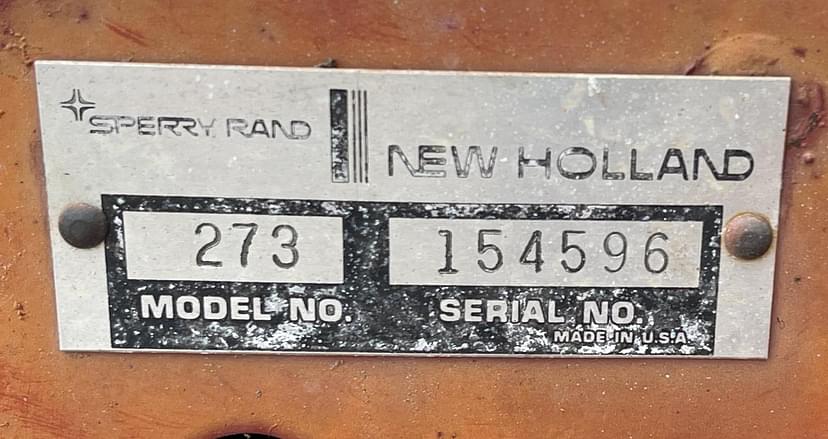 SPERRY RAND
NEW HOLLAND
273 154596
MODEL NO. SERIAL NO.
MADE IN U.S.A.